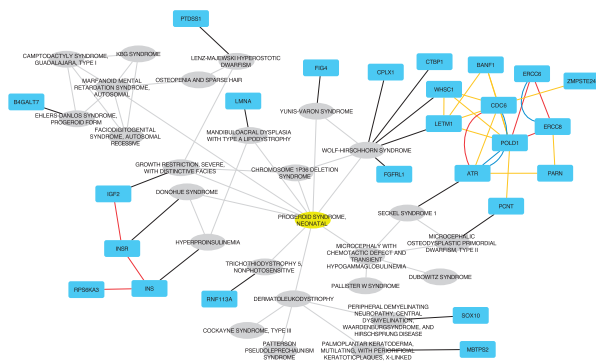 PTDSS1
CAMPTODACTYLY SYNDROME,
GUADALAJARA, TYPE I
KBG SYNDROME
LENZ-MAJEWSKI HYPEROSTOTIC
DWARFISM
OSTEOPENIA AND SPARSE HAIR
MARFANOID MENTAL
RETARDATION SYNDROME,
AUTOSOMAL
B4GALT7
EHLERS DANLOS SYNDROME,
PROGEROID FORM
FACIODIGITOGENITAL
SYNDROME, AUTOSOMAL
RECESSIVE
LMNA
MANDIBULOACRAL DYSPLASIA
WITH TYPE A LIPODYSTROPHY
FIG4
YUNIS-VARON SYNDROME
CPLX1
CTBP1
WHSC1
LETM1
BANF1
CDC6
ERCC6
ZMPSTE24
ERCC8
POLD1
WOLF-HIRSCHHORN SYNDROME
FGFRL1
ATR
PARN
PCNT
GROWTH RESTRICTION, SEVERE,
WITH DISTINCTIVE FACIES
CHROMOSOME 1P36 DELETION
SYNDROME
IGF2
DONOHUE SYNDROME
PROGEROID SYNDROME,
NEONATAL
SECKEL SYNDROME 1
INSR
HYPERPROINSULINEMIA
MICROCEPHALY WITH
CHEMOTACTIC DEFECT AND
TRANSIENT
HYPOGAMMAGLOBULINEMIA
MICROCEPHALIC
OSTEODYSPLASTIC PRIMORDIAL
DWARFISM, TYPE II
TRICHOTHIODYSTROPHY 5,
NONPHOTOSENSITIVE
DUBOWITZ SYNDROME
PALLISTER W SYNDROME
RPS6KA3
INS
RNF113A
DERMATOLEUKODYSTROPHY
PERIPHERAL DEMYELINATING
NEUROPATHY, CENTRAL
DYSMYELINATION,
WAARDENBURG SYNDROME, AND
HIRSCHSPRUNG DISEASE
SOX10
COCKAYNE SYNDROME, TYPE III
PATTERSON
PSEUDOLEPRECHAUNISM
SYNDROME
PALMOPLANTAR KERATODERMA,
MUTILATING, WITH PERIORIFICIAL
KERATOTIC PLAQUES, X-LINKED
MBTPS2